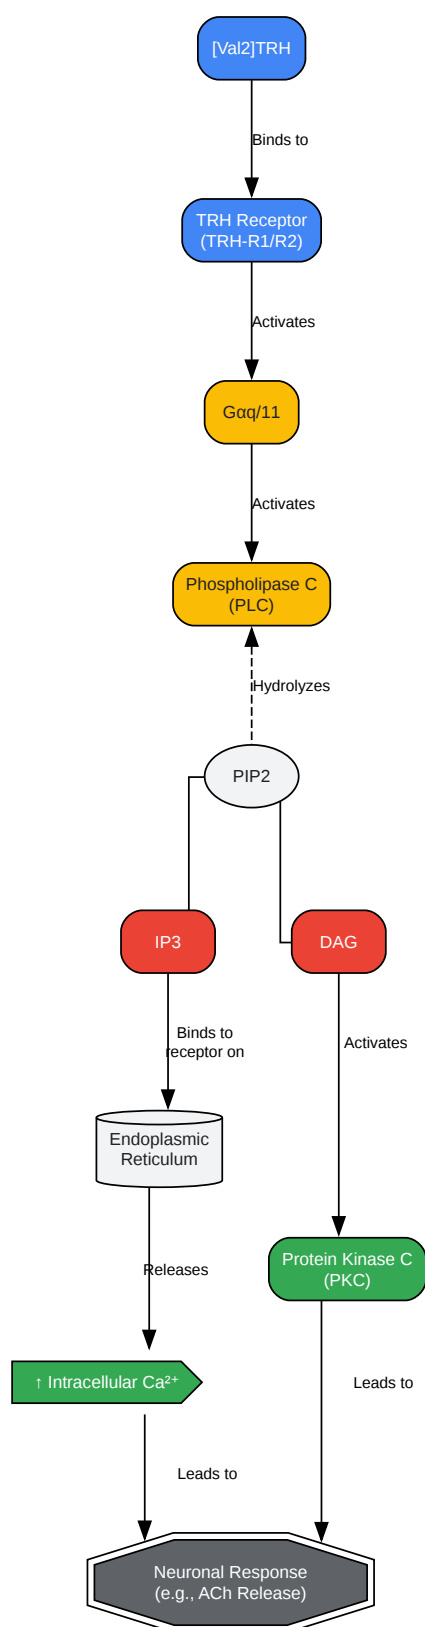 [Val2]TRH
Binds to
TRH Receptor
(TRH-R1/R2)
Activates
Gαq/11
Activates
Phospholipase C
(PLC)
Hydrolyzes
PIP2
IP3
DAG
Binds to
receptor on
Activates
Endoplasmic
Reticulum
Releases
Protein Kinase C
(PKC)
↑ Intracellular Ca²⁺
Leads to
Leads to
Neuronal Response
(e.g., ACh Release)